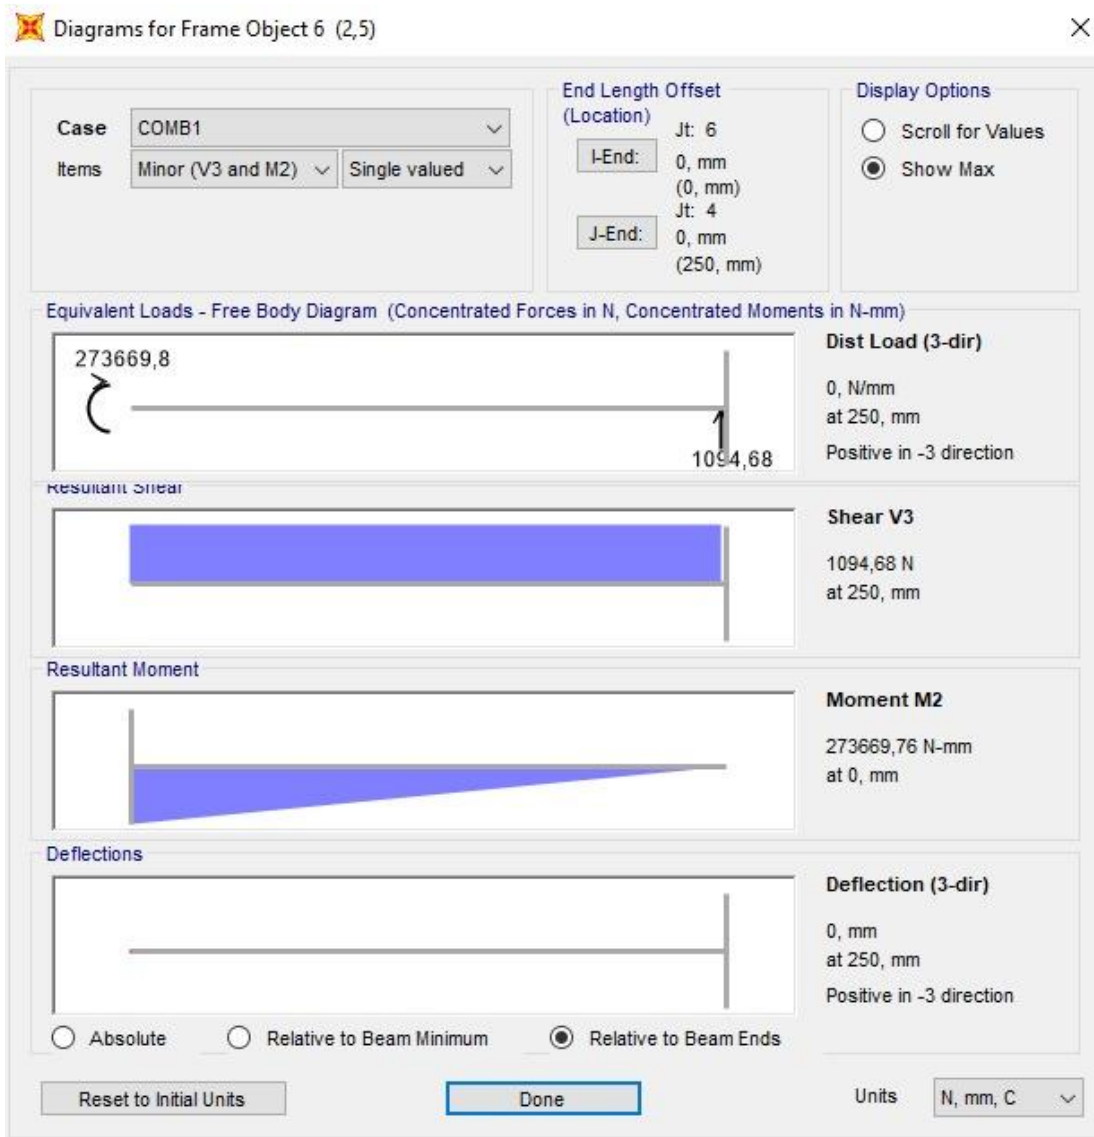 Diagrams for Frame Object 6 (2,5)
Case COMB1
Items Minor (V3 and M2) Single valued
End Length Offset
(Location)
I-End:
Jt: 6
0, mm
(0, mm)
J-End:
Jt: 4
0, mm
(250, mm)
Display Options
Scroll for Values
Show Max
Equivalent Loads - Free Body Diagram (Concentrated Forces in N, Concentrated Moments in N-mm)
273669,8
1094,68
Dist Load (3-dir)
0, N/mm
at 250, mm
Positive in -3 direction
Resultant Shear
Shear V3
1094,68 N
at 250, mm
Resultant Moment
Moment M2
273669,76 N-mm
at 0, mm
Deflections
Deflection (3-dir)
0, mm
at 250, mm
Positive in -3 direction
Absolute Relative to Beam Minimum Relative to Beam Ends
Reset to Initial Units Done Units N, mm, C